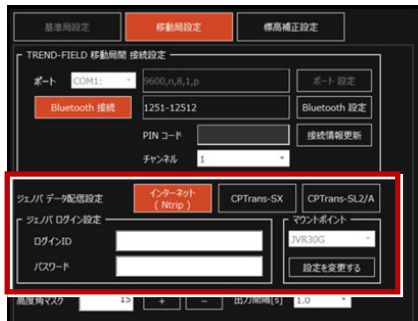 基準局設定 移動局設定 標高補正設定
TREND-FIELD 移動局間 接続設定
ポート COM1: 9600,n,8,1,p ポート 設定
Bluetooth 接続 1251-12512 Bluetooth 設定
PIN コード 接続情報更新
チャンネル 1
ジェノバ データ配信設定 インターネット
( Ntrip ) CPTrans-SX CPTrans-SL2/A
ジェノバ ログイン設定 マウントポイント
ログインID JVR30G
パスワード 設定を変更する
高度角マスク 15 + − 出力間隔[s] 1.0